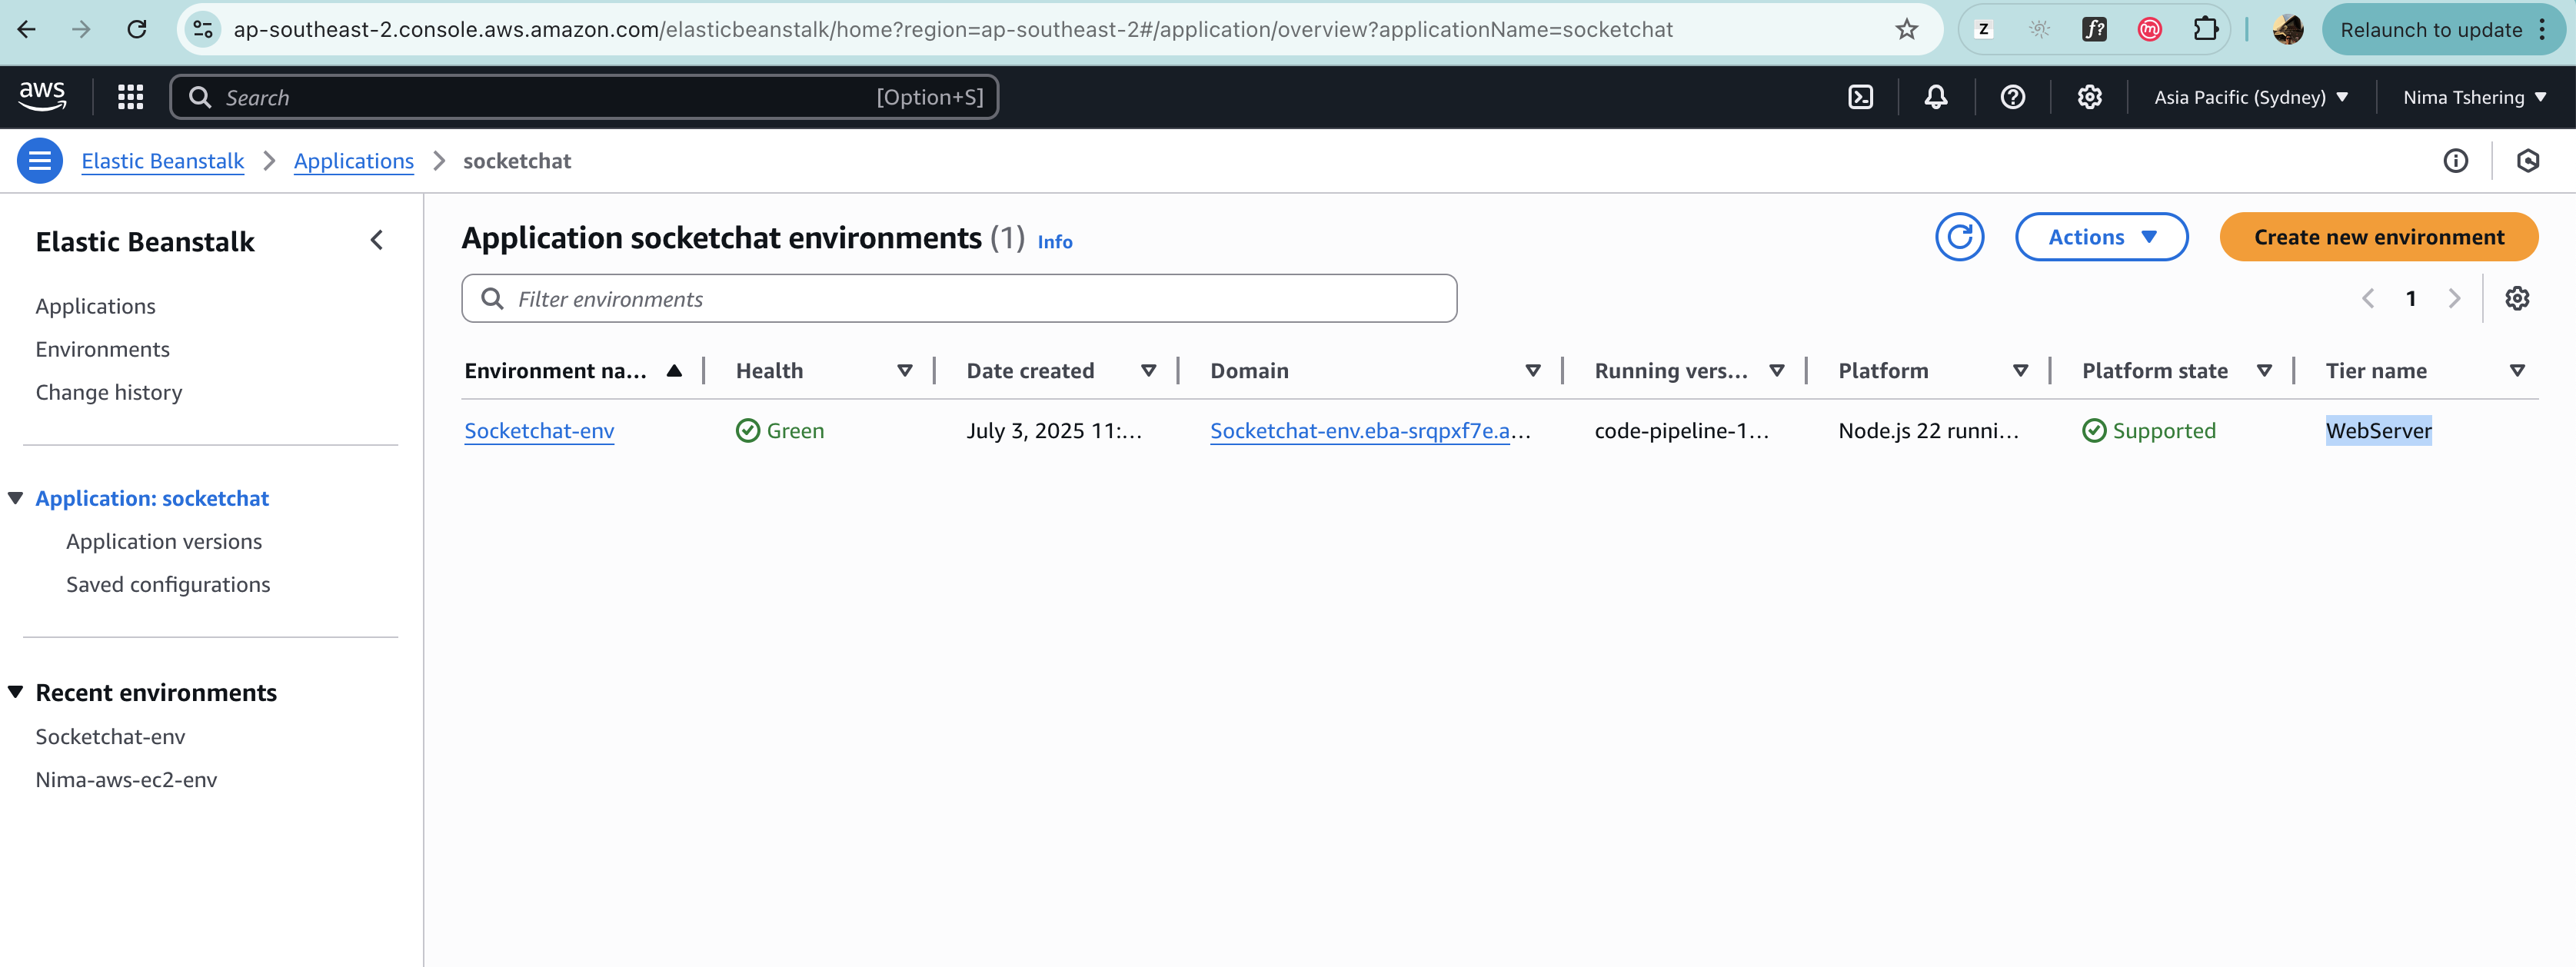 ap-southeast-2.console.aws.amazon.com/elasticbeanstalk/home?region=ap-southeast-2#/application/overview?applicationName=socketchat
Z
f?
m
Relaunch to update
aws
Search
[Option+S]
Asia Pacific (Sydney)
Nima Tshering
Elastic Beanstalk
Applications
socketchat
Elastic Beanstalk
Applications
Environments
Change history
Application: socketchat
Application versions
Saved configurations
Recent environments
Socketchat-env
Nima-aws-ec2-env
Application socketchat environments (1) Info
Actions
Create new environment
Filter environments
1
Environment na... Health Date created Domain Running vers... Platform Platform state Tier name
Socketchat-env Green July 3, 2025 11:... Socketchat-env.eba-srqpxf7e.a... code-pipeline-1... Node.js 22 runni... Supported WebServer